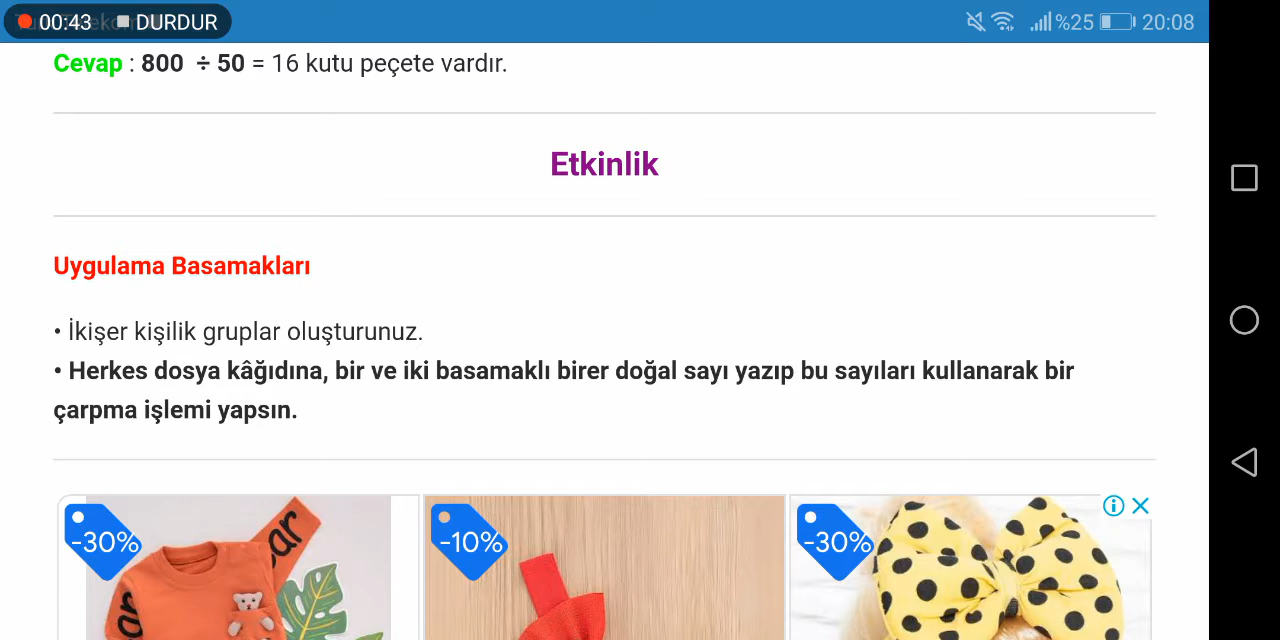 00:43 DURDUR %25 20:08
Cevap : 800 ÷ 50 = 16 kutu peçete vardır.
Etkinlik
Uygulama Basamakları
• İkişer kişilik gruplar oluşturunuz.
• Herkes dosya kâğıdına, bir ve iki basamaklı birer doğal sayı yazıp bu sayıları kullanarak bir
çarpma işlemi yapsın.
-30% -10% -30%